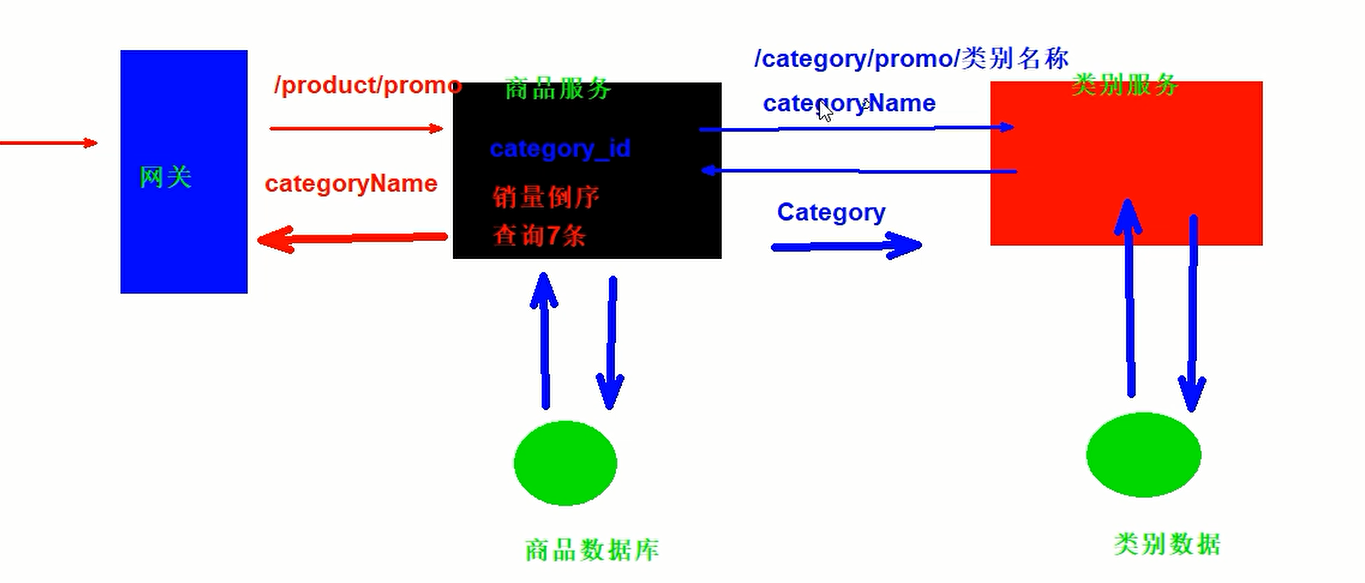 /category/promo/类别名称
/product/promo
商品服务
类别服务
categoryName
category_id
网关
categoryName
销量倒序
Category
查询7条
商品数据库
类别数据